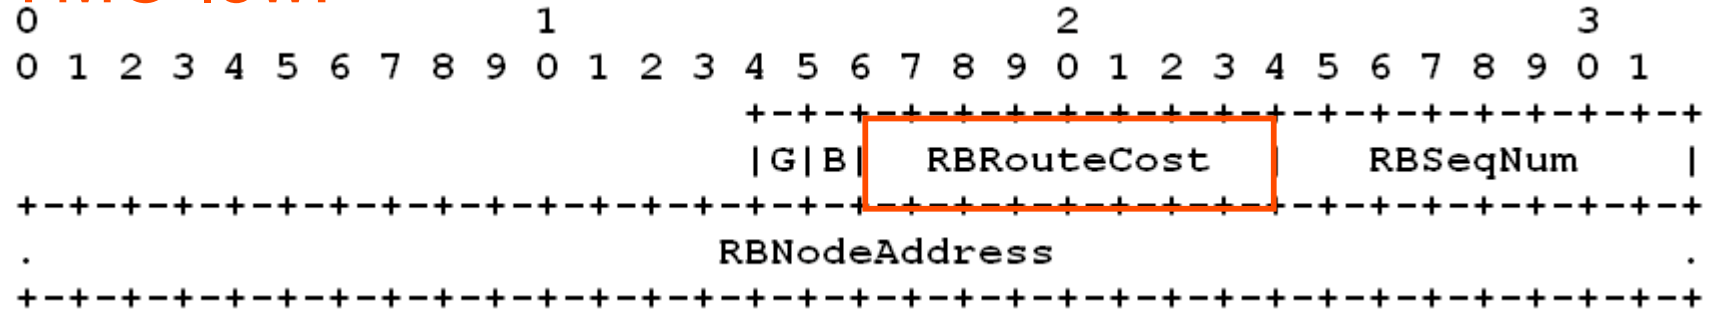 0 1 2 3
0 1 2 3 4 5 6 7 8 9 0 1 2 3 4 5 6 7 8 9 0 1 2 3 4 5 6 7 8 9 0 1
+-+-+-+-+-+-+-+-+-+-+-+-+-+-+-+-+-+-+
|G|B| RBRouteCost | RBSeqNum |
+-+-+-+-+-+-+-+-+-+-+-+-+-+-+-+-+-+-+-+-+-+-+-+-+-+-+-+-+-+-+-+-+
. RBNodeAddress .
+-+-+-+-+-+-+-+-+-+-+-+-+-+-+-+-+-+-+-+-+-+-+-+-+-+-+-+-+-+-+-+-+